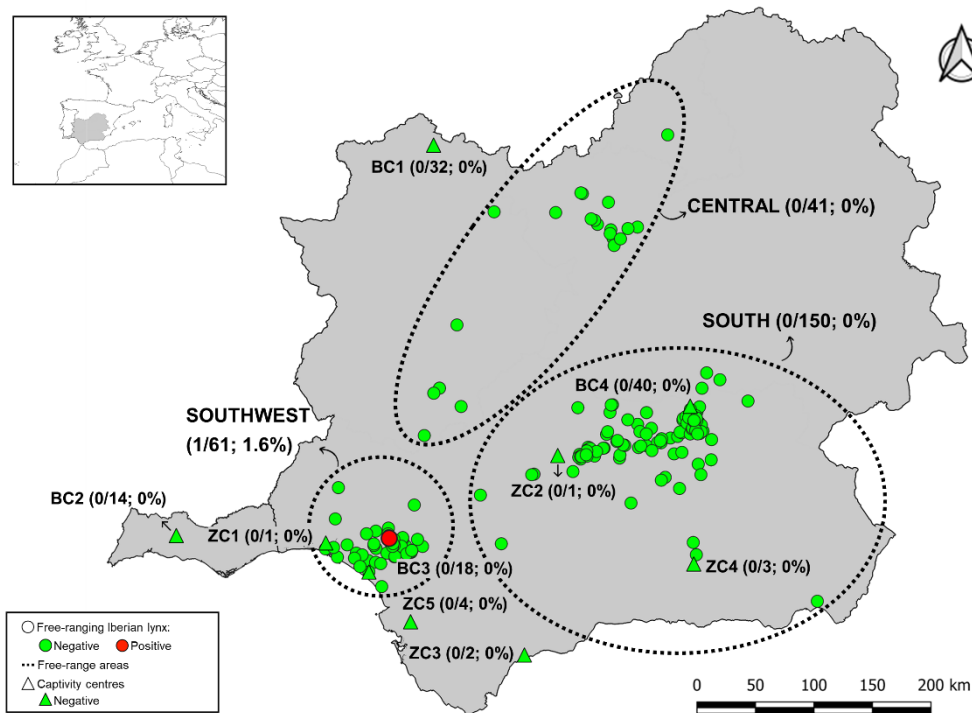 BC1 (0/32; 0%)
CENTRAL (0/41; 0%)
SOUTH (0/150; 0%)
BC4 (0/40; 0%)
SOUTHWEST
(1/61; 1.6%)
ZC2 (0/1; 0%)
BC2 (0/14; 0%)
ZC1 (0/1; 0%)
BC3 (0/18; 0%)
ZC4 (0/3; 0%)
ZC5 (0/4; 0%)
ZC3 (0/2; 0%)
Free-ranging Iberian lynx:
Negative Positive
Free-range areas
Captivity centres
Negative
0 50 100 150 200 km